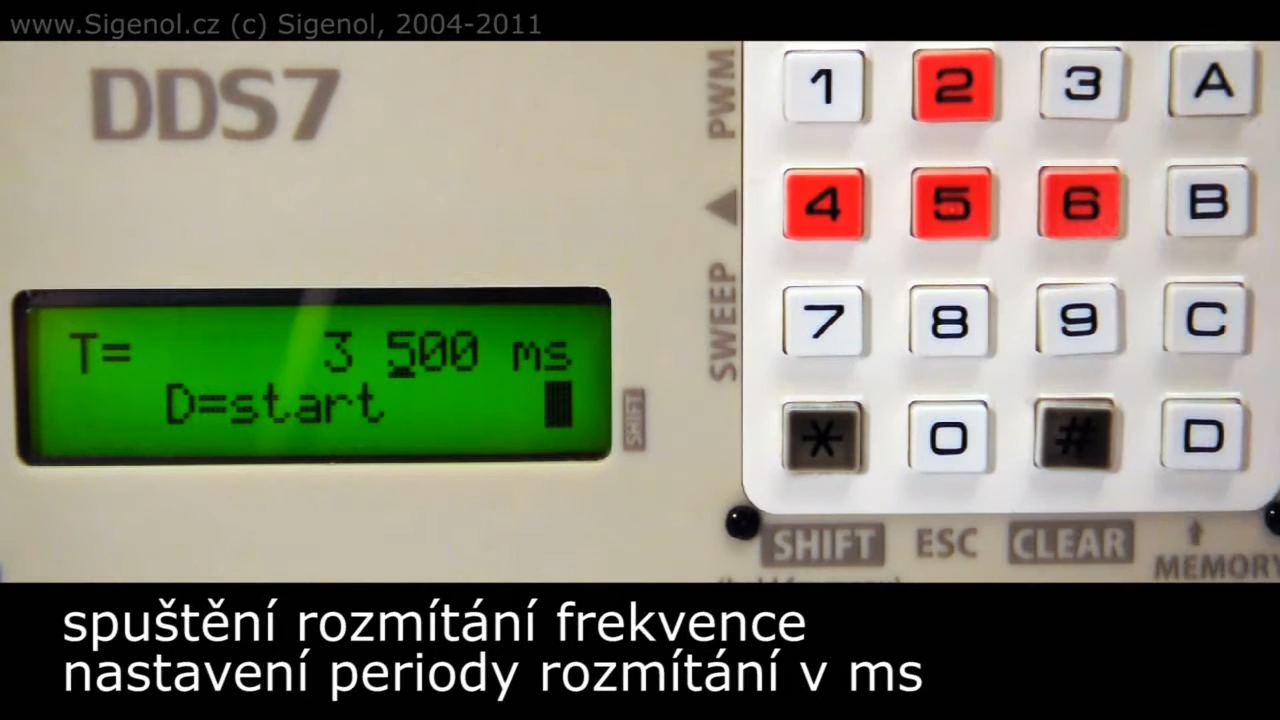 www.Sigenol.cz (c) Sigenol, 2004-2011
DDS7
T= 3 500 ms
D=start
SHIFT
PWM
SWEEP
1 2 3 A
4 5 6 B
7 8 9 C
* 0 # D
SHIFT ESC CLEAR
MEMORY
spuštění rozmítání frekvence
nastavení periody rozmítání v ms